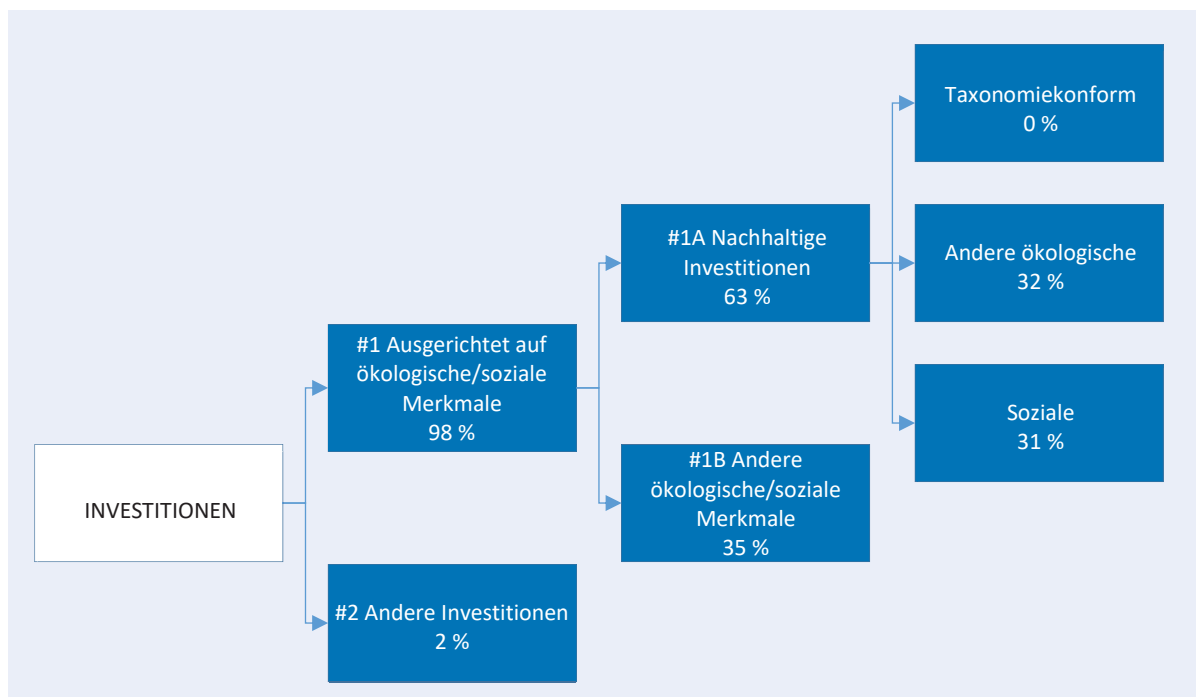 INVESTITIONEN
#1 Ausgerichtet auf
ökologische/soziale
Merkmale
98 %
#2 Andere Investitionen
2 %
#1A Nachhaltige
Investitionen
63 %
#1B Andere
ökologische/soziale
Merkmale
35 %
Taxonomiekonform
0 %
Andere ökologische
32 %
Soziale
31 %